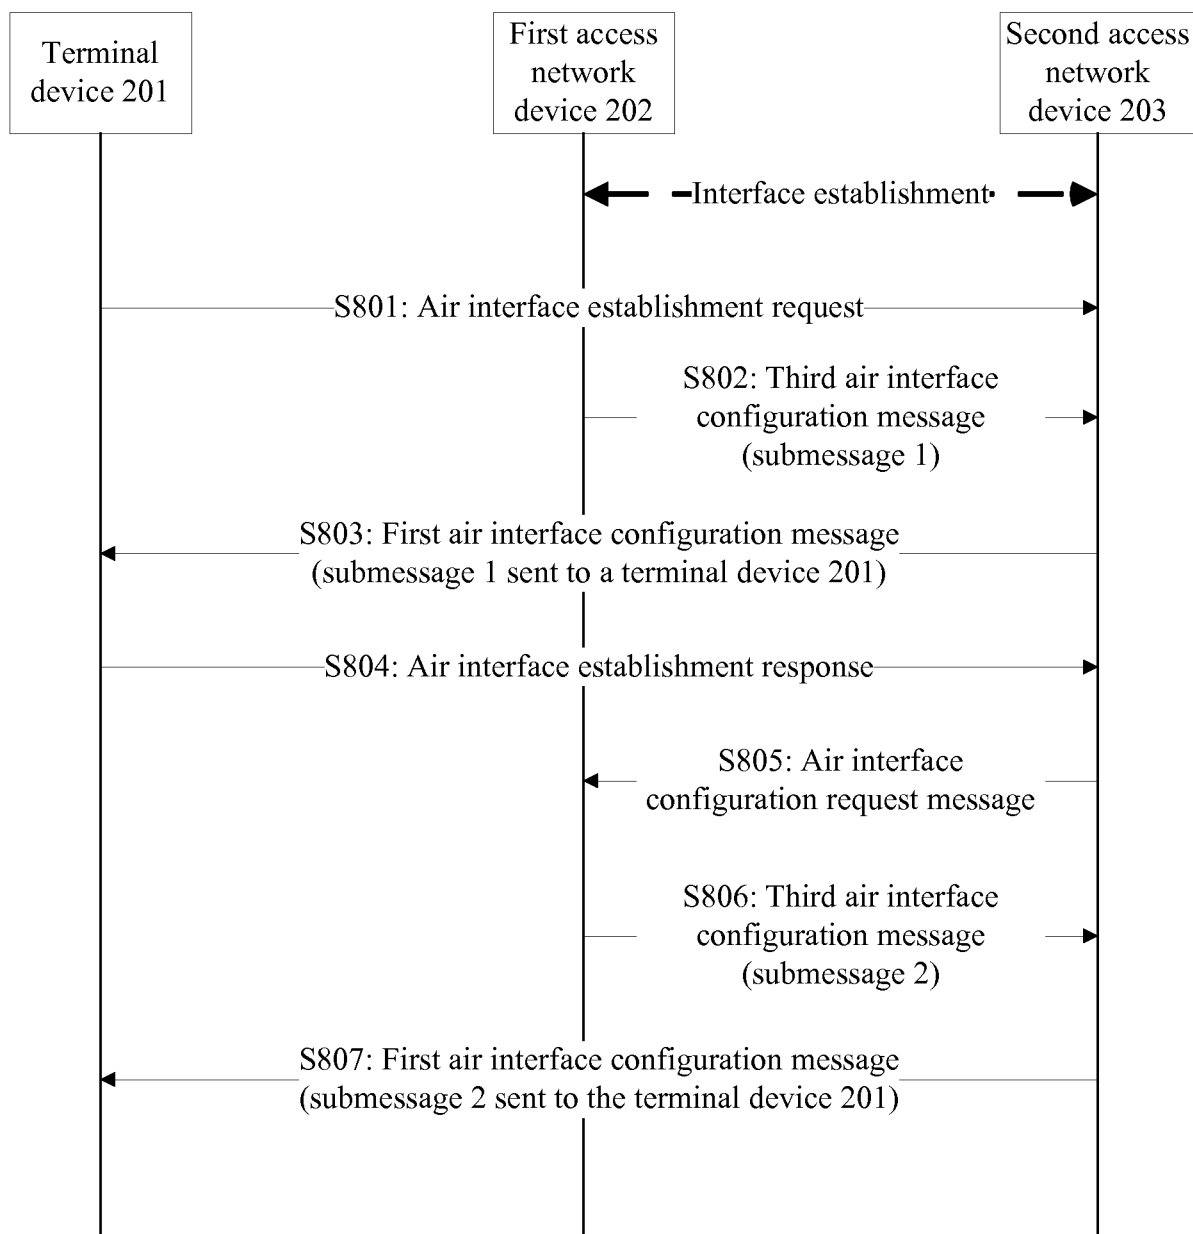 Terminal
device 201
First access
network
device 202
Second access
network
device 203
Interface establishment
S801: Air interface establishment request
S802: Third air interface
configuration message
(submessage 1)
S803: First air interface configuration message
(submessage 1 sent to a terminal device 201)
S804: Air interface establishment response
S805: Air interface
configuration request message
S806: Third air interface
configuration message
(submessage 2)
S807: First air interface configuration message
(submessage 2 sent to the terminal device 201)